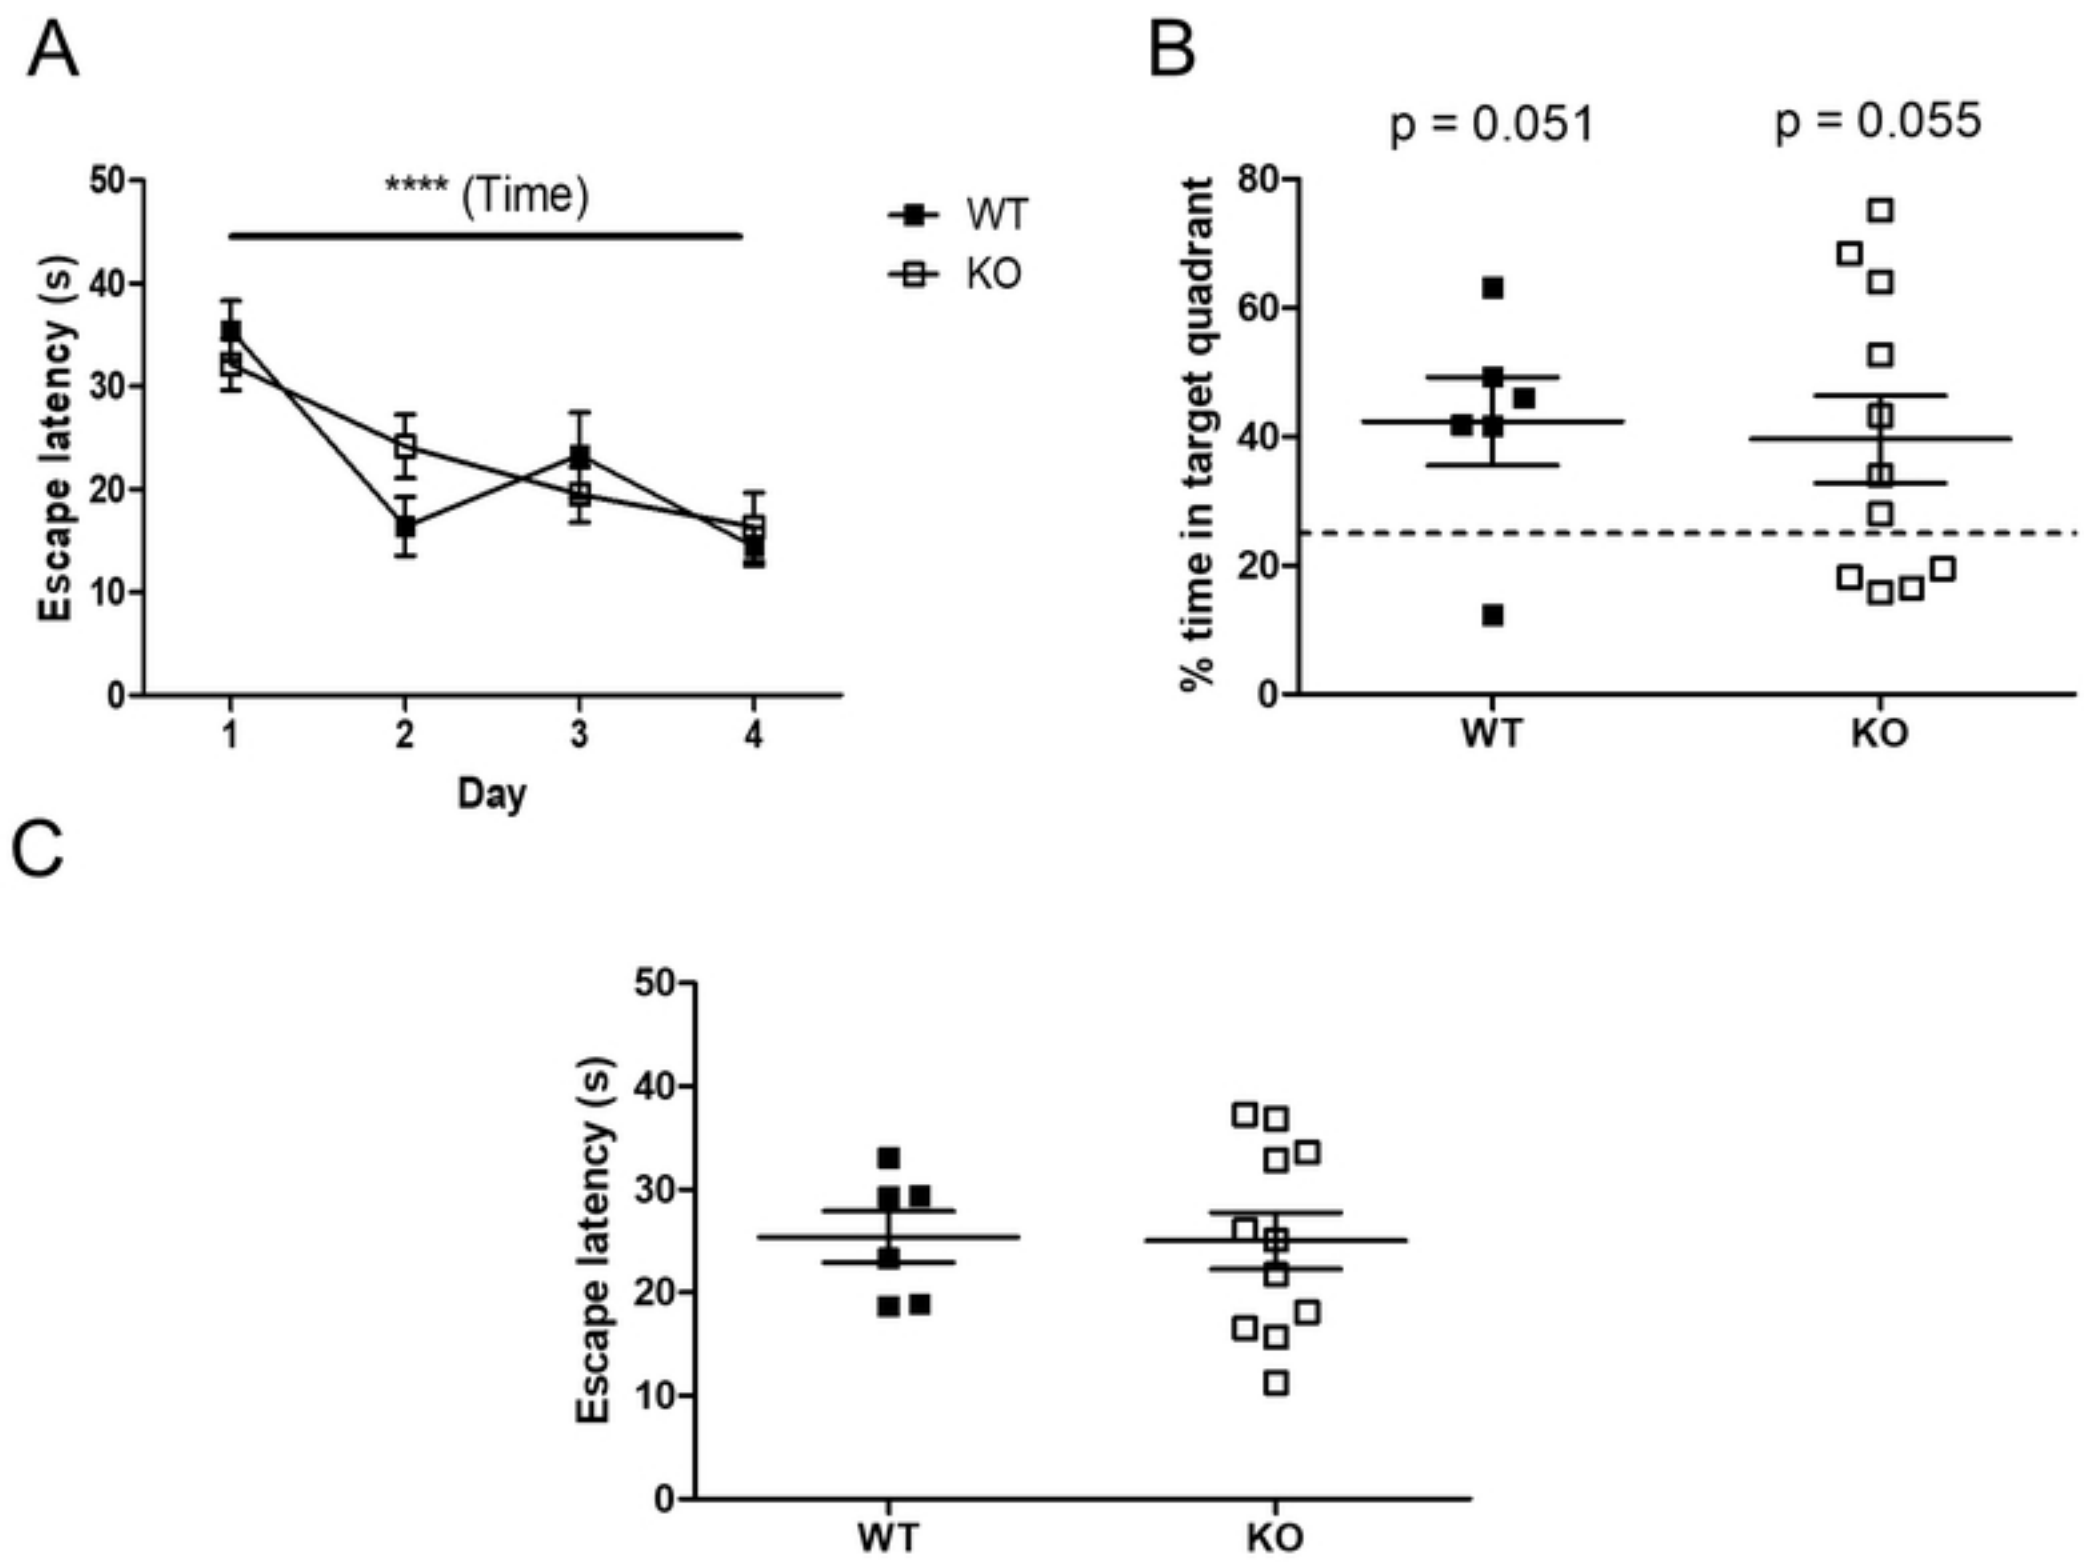 A
B
p = 0.051
p = 0.055
**** (Time)
WT
KO
Escape latency (s)
50
40
30
20
10
0
1 2 3 4
Day
% time in target quadrant
80
60
40
20
0
WT KO
C
Escape latency (s)
50
40
30
20
10
0
WT KO